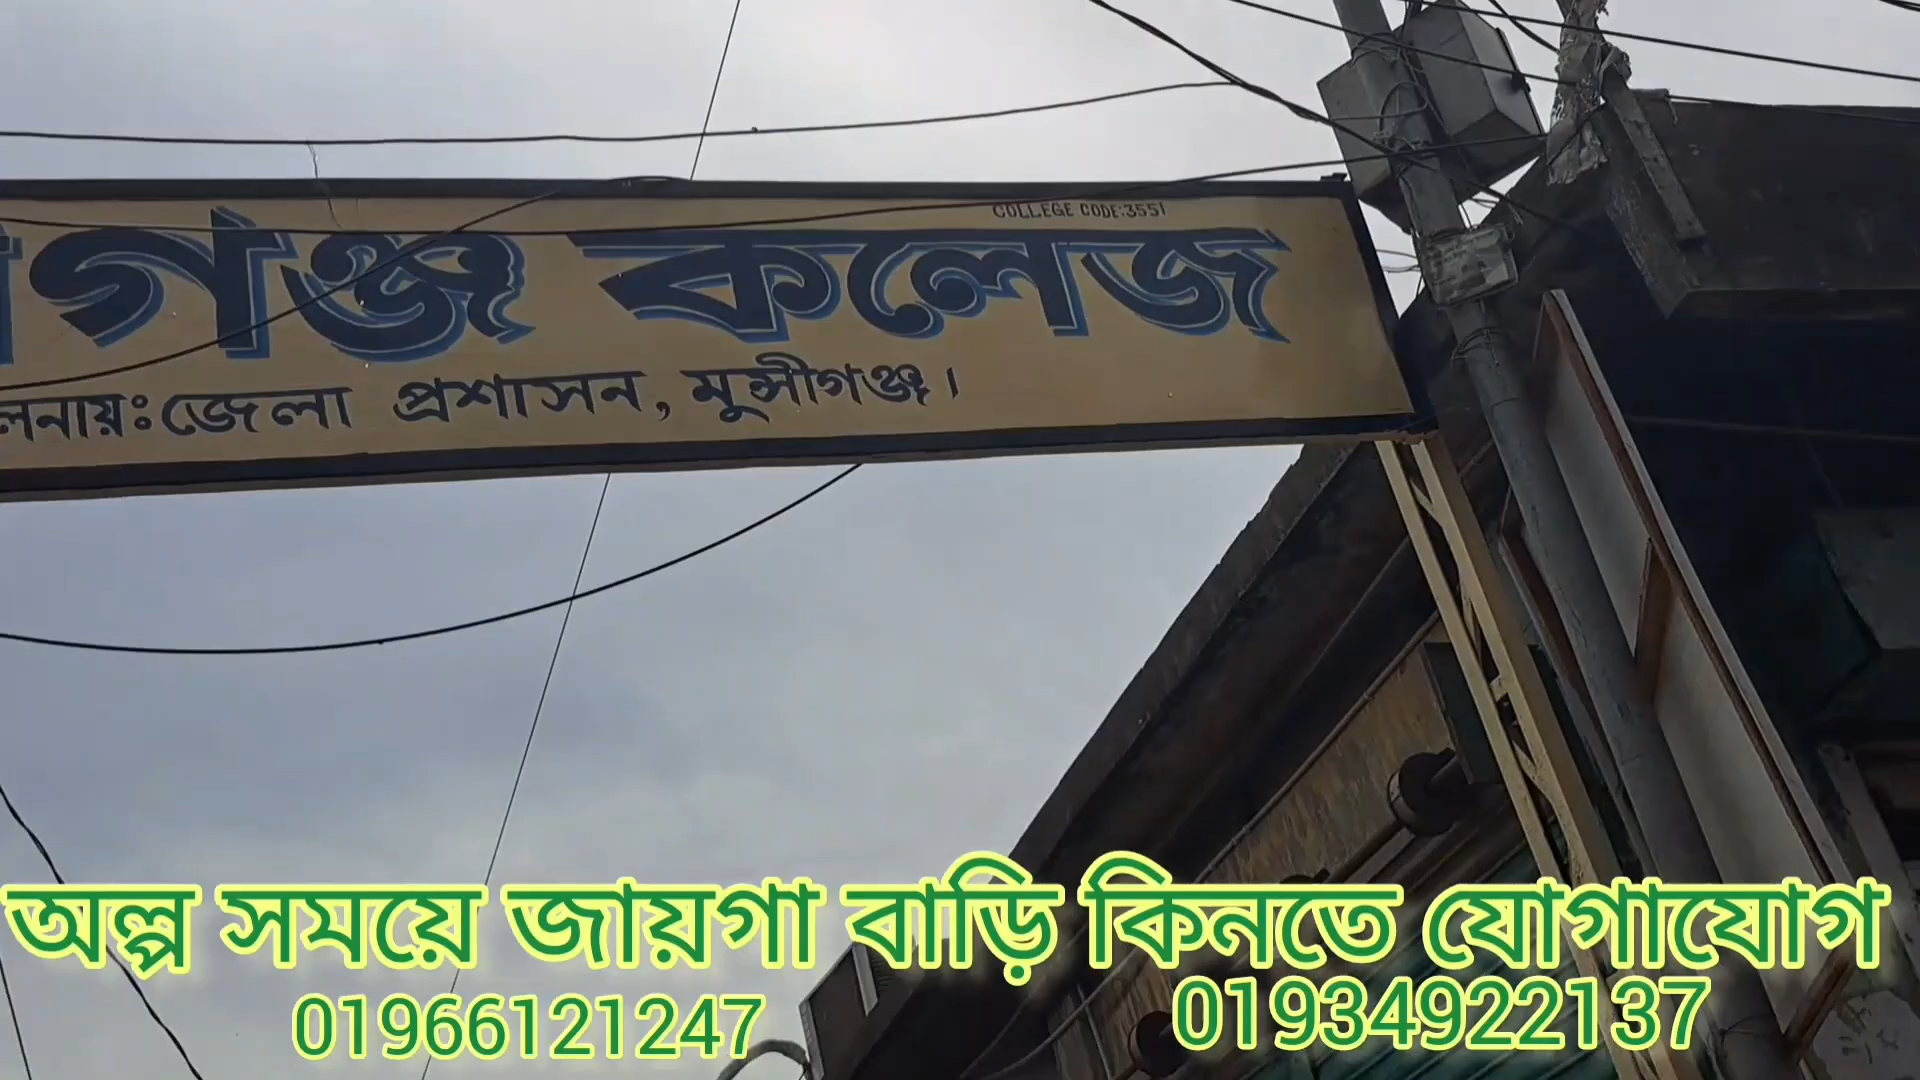 COLLEGE CODE:3551
গঞ্জ কলেজ
লনায়ঃ জেলা প্রশাসন, মুন্সীগঞ্জ।
অল্প সময়ে জায়গা বাড়ি কিনতে যোগাযোগ
01966121247 01934922137